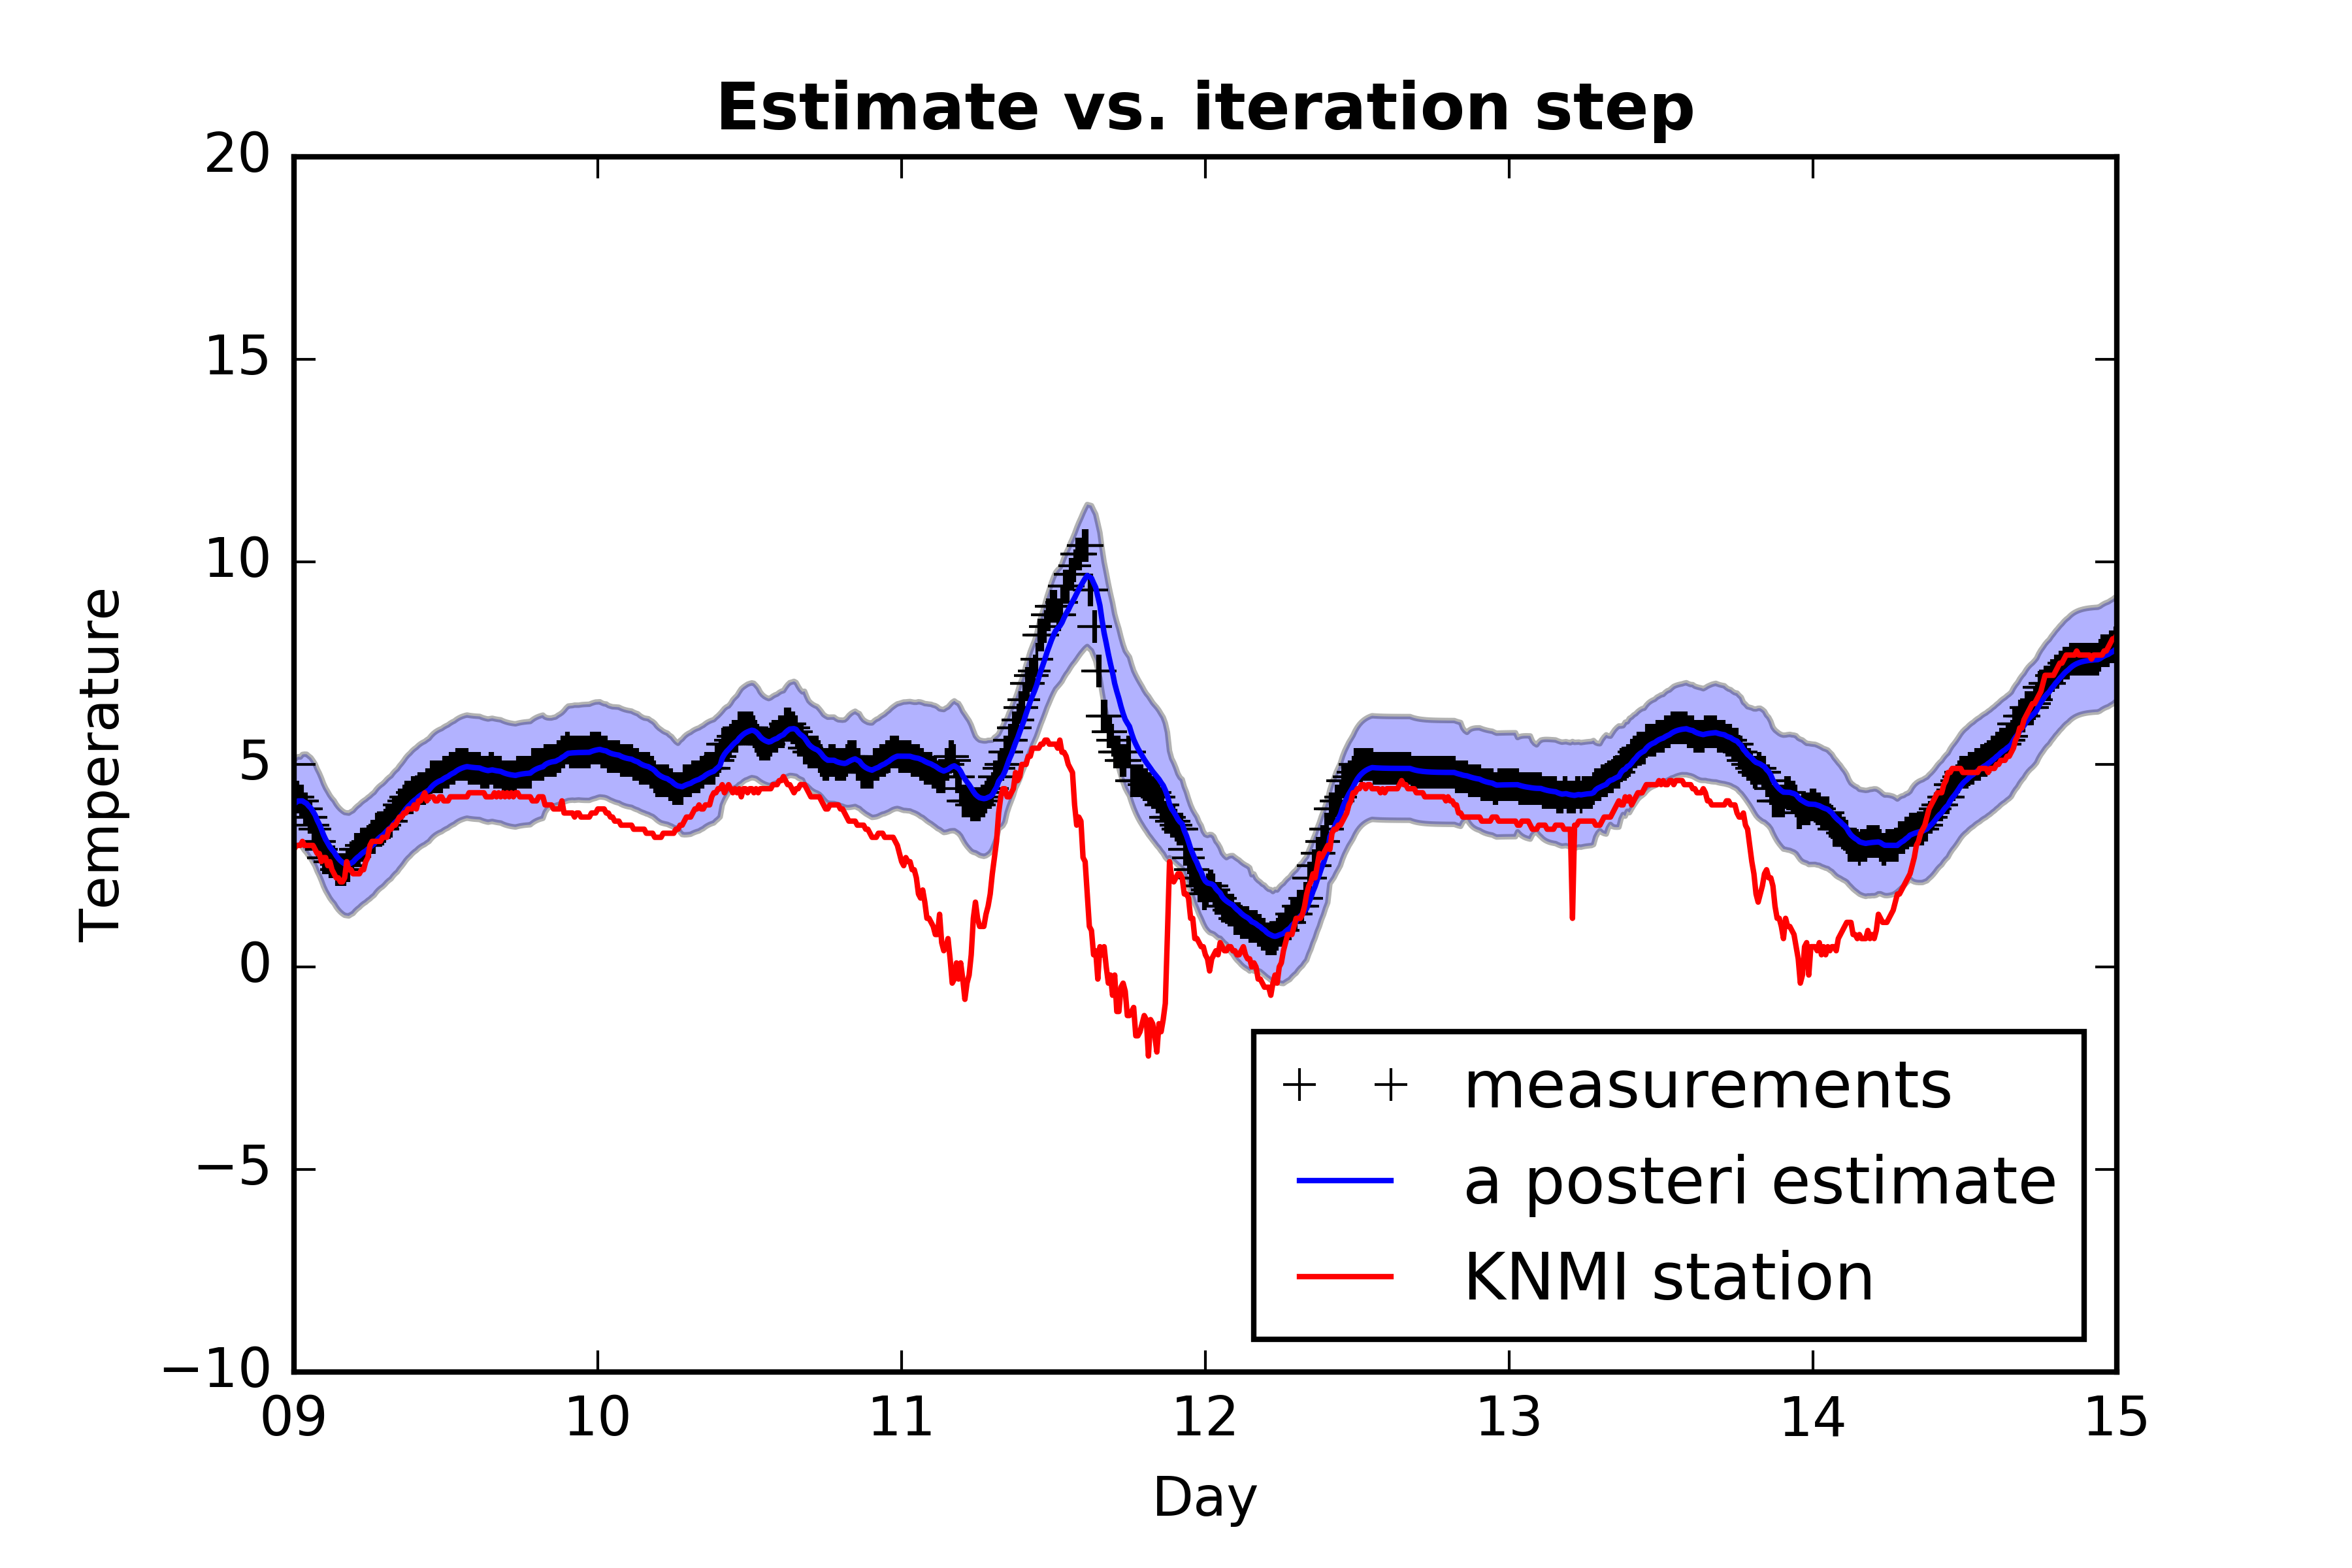 Estimate vs. iteration step
20
15
10
5
0
−5
−10
Temperature
measurements
a posteri estimate
KNMI station
09 10 11 12 13 14 15
Day